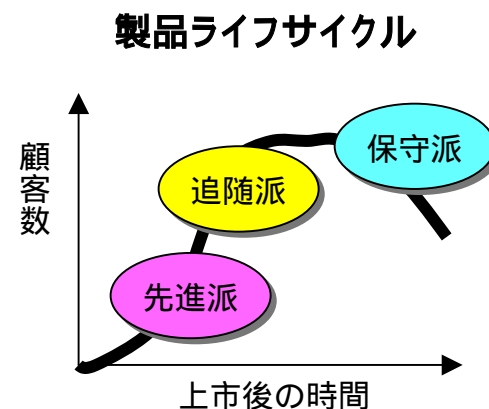 製品ライフサイクル
顧客数
保守派
追随派
先進派
上市後の時間